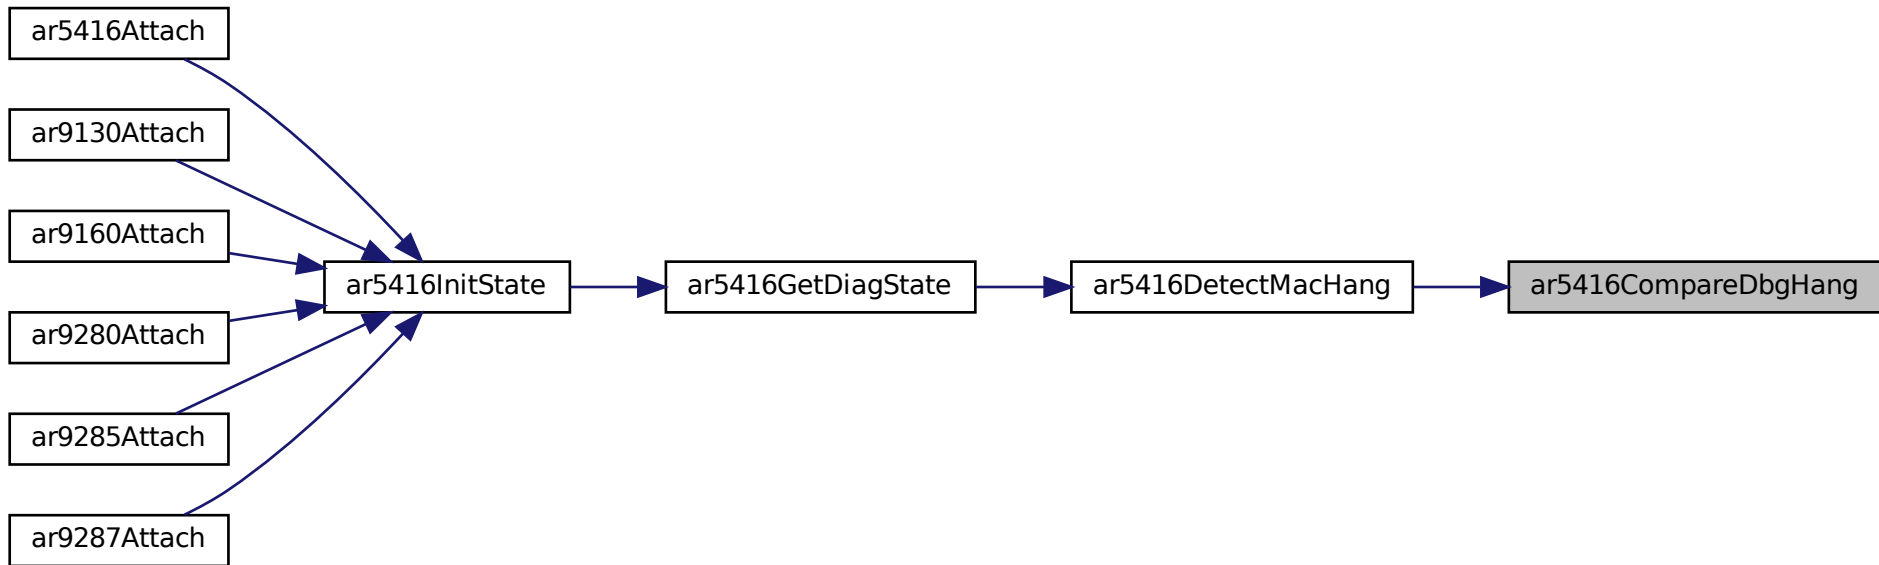 ar5416Attach
ar9130Attach
ar9160Attach
ar9280Attach
ar9285Attach
ar9287Attach
ar5416InitState
ar5416GetDiagState
ar5416DetectMacHang
ar5416CompareDbgHang